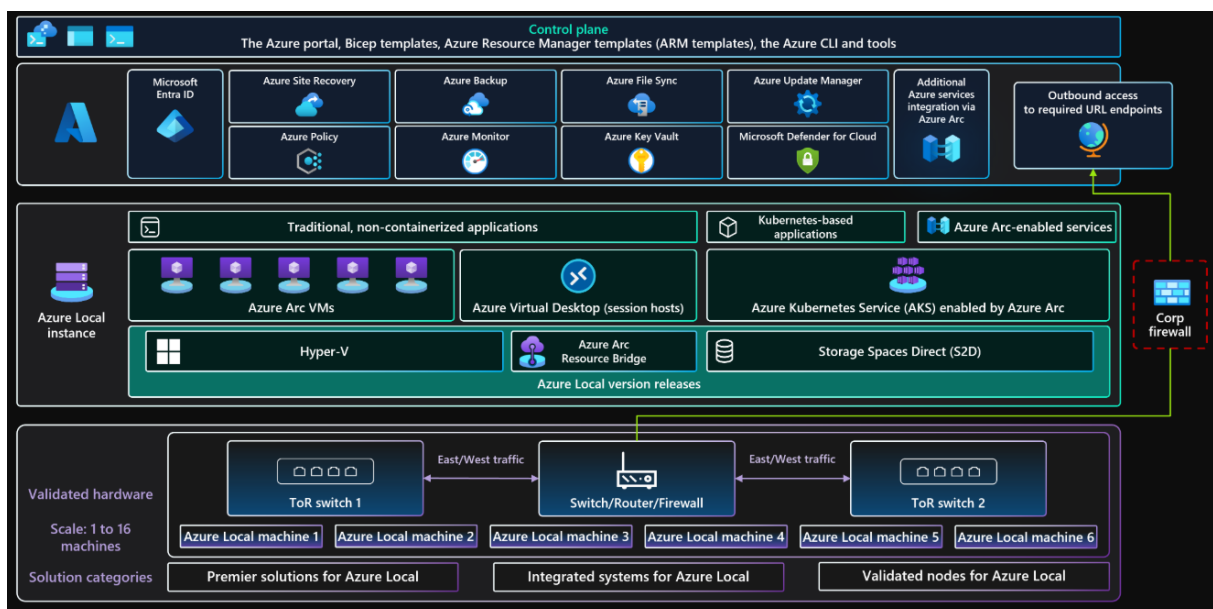 Control plane
The Azure portal, Bicep templates, Azure Resource Manager templates (ARM templates), the Azure CLI and tools
Microsoft
Entra ID
Azure Site Recovery
Azure Backup
Azure File Sync
Azure Update Manager
Additional
Azure services
integration via
Azure Arc
Outbound access
to required URL endpoints
Azure Policy
Azure Monitor
Azure Key Vault
Microsoft Defender for Cloud
Azure Local
instance
Traditional, non-containerized applications
Kubernetes-based
applications
Azure Arc-enabled services
Azure Arc VMs
Azure Virtual Desktop (session hosts)
Azure Kubernetes Service (AKS) enabled by Azure Arc
Hyper-V
Azure Arc
Resource Bridge
Storage Spaces Direct (S2D)
Azure Local version releases
Corp
firewall
Validated hardware
Scale: 1 to 16
machines
Solution categories
ToR switch 1
East/West traffic
Switch/Router/Firewall
East/West traffic
ToR switch 2
Azure Local machine 1
Azure Local machine 2
Azure Local machine 3
Azure Local machine 4
Azure Local machine 5
Azure Local machine 6
Premier solutions for Azure Local
Integrated systems for Azure Local
Validated nodes for Azure Local